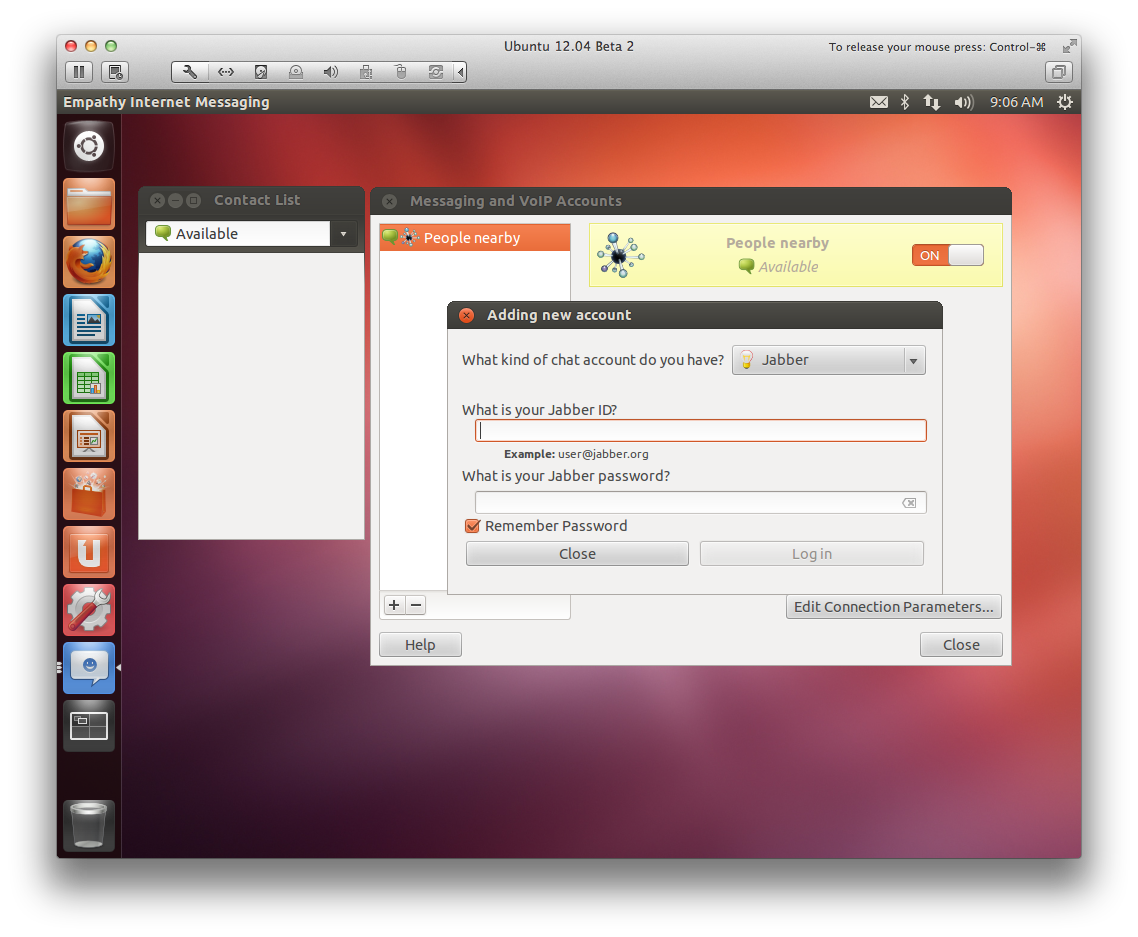 Ubuntu 12.04 Beta 2
To release your mouse press: Control-⌘
Empathy Internet Messaging
9:06 AM
Contact List
Available
Messaging and VoIP Accounts
People nearby
People nearby
Available
ON
Adding new account
What kind of chat account do you have?
Jabber
What is your Jabber ID?
Example: user@jabber.org
What is your Jabber password?
Remember Password
Close
Log in
Edit Connection Parameters...
Help
Close